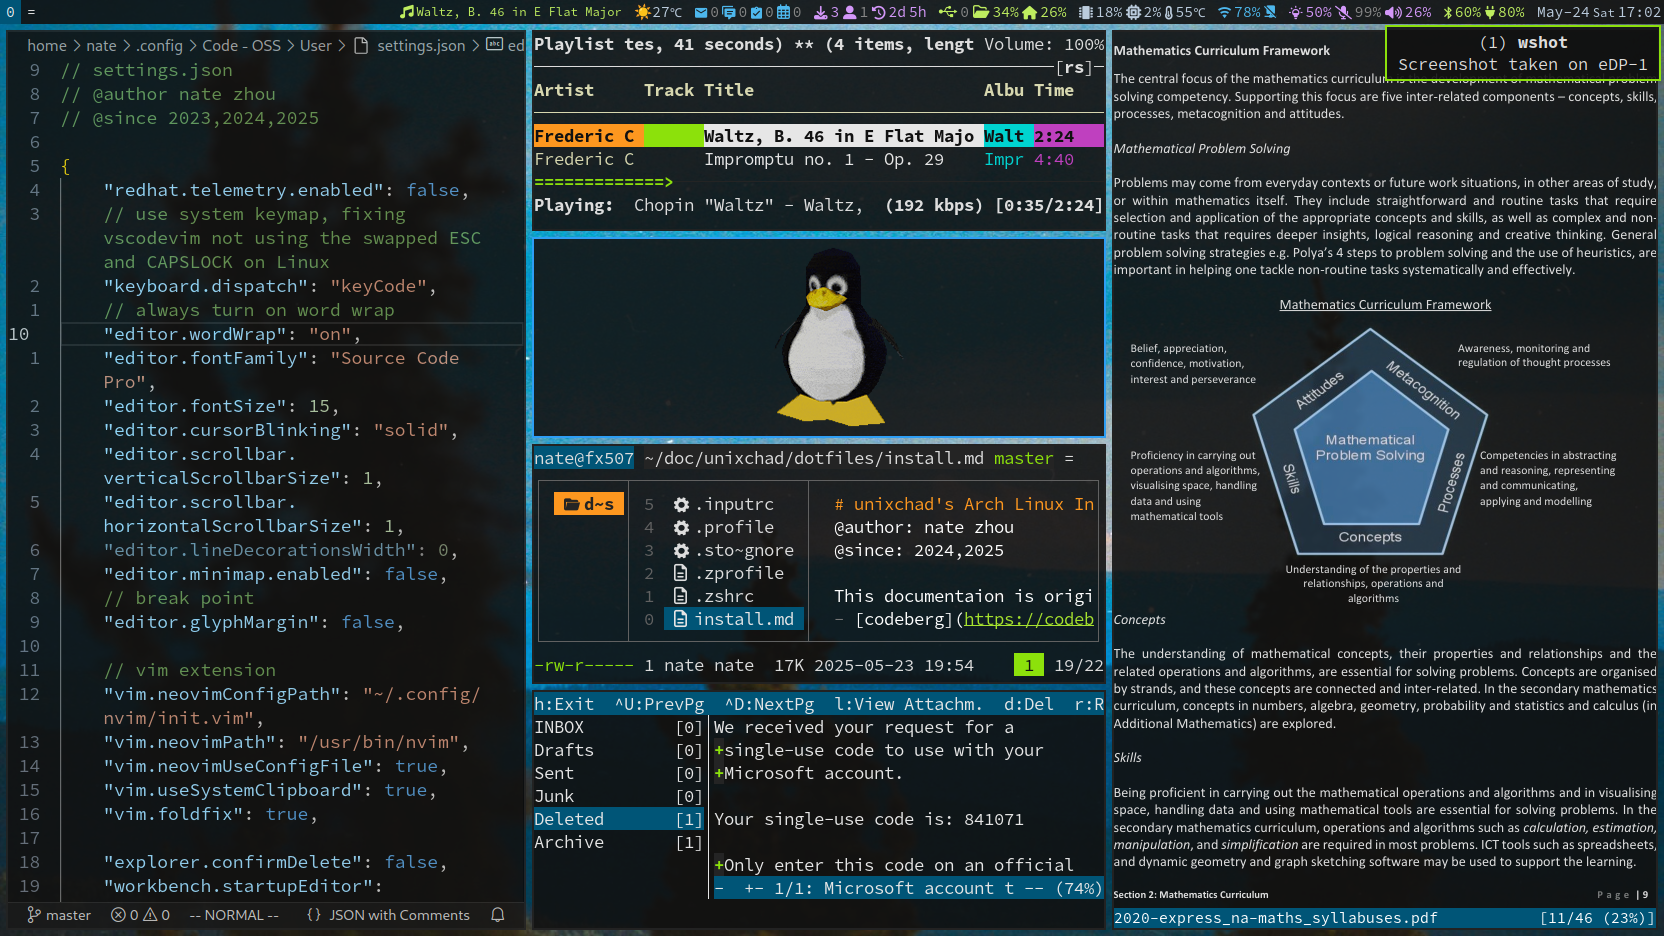 0 =
Waltz, B. 46 in E Flat Major 27℃ 0 0 0 0 3 1 2d 5h 0 34% 26% 18% 2% 55℃ 78% 50% 99% 26% 60% 80% May-24 Sat 17:02
home > nate > .config > Code - OSS > User > settings.json > ed
9 // settings.json
8 // @author nate zhou
7 // @since 2023,2024,2025
6
5 {
4 "redhat.telemetry.enabled": false,
3 // use system keymap, fixing
vscodevim not using the swapped ESC
and CAPSLOCK on Linux
2 "keyboard.dispatch": "keyCode",
1 // always turn on word wrap
10 "editor.wordWrap": "on",
1 "editor.fontFamily": "Source Code
Pro",
2 "editor.fontSize": 15,
3 "editor.cursorBlinking": "solid",
4 "editor.scrollbar.
verticalScrollbarSize": 1,
5 "editor.scrollbar.
horizontalScrollbarSize": 1,
6 "editor.lineDecorationsWidth": 0,
7 "editor.minimap.enabled": false,
8 // break point
9 "editor.glyphMargin": false,
10
11 // vim extension
12 "vim.neovimConfigPath": "~/.config/
nvim/init.vim",
13 "vim.neovimPath": "/usr/bin/nvim",
14 "vim.neovimUseConfigFile": true,
15 "vim.useSystemClipboard": true,
16 "vim.foldfix": true,
17
18 "explorer.confirmDelete": false,
19 "workbench.startupEditor":
master 0 0 -- NORMAL -- {} JSON with Comments
Playlist tes, 41 seconds) ** (4 items, lengt Volume: 100%
[rs]
Artist Track Title Albu Time
Frederic C Waltz, B. 46 in E Flat Majo Walt 2:24
Frederic C Impromptu no. 1 - Op. 29 Impr 4:40
=============>
Playing: Chopin "Waltz" - Waltz, (192 kbps) [0:35/2:24]
nate@fx507 ~/doc/unixchad/dotfiles/install.md master =
d~s
5 .inputrc
4 .profile
3 .sto~gnore
2 .zprofile
1 .zshrc
0 install.md
# unixchad's Arch Linux In
@author: nate zhou
@since: 2024,2025
This documentaion is origi
- [codeberg](https://codeb
-rw-r----- 1 nate nate 17K 2025-05-23 19:54 1 19/22
h:Exit ^U:PrevPg ^D:NextPg l:View Attachm. d:Del r:R
INBOX [0]
Drafts [0]
Sent [0]
Junk [0]
Deleted [1]
Archive [1]
We received your request for a
+single-use code to use with your
+Microsoft account.
Your single-use code is: 841071
+Only enter this code on an official
- +- 1/1: Microsoft account t -- (74%)
(1) wshot
Screenshot taken on eDP-1
Mathematics Curriculum Framework
The central focus of the mathematics curriculum is the development of mathematical problem
solving competency. Supporting this focus are five inter-related components – concepts, skills,
processes, metacognition and attitudes.
Mathematical Problem Solving
Problems may come from everyday contexts or future work situations, in other areas of study,
or within mathematics itself. They include straightforward and routine tasks that require
selection and application of the appropriate concepts and skills, as well as complex and non-
routine tasks that requires deeper insights, logical reasoning and creative thinking. General
problem solving strategies e.g. Polya's 4 steps to problem solving and the use of heuristics, are
important in helping one tackle non-routine tasks systematically and effectively.
Mathematics Curriculum Framework
Belief, appreciation,
confidence, motivation,
interest and perseverance
Awareness, monitoring and
regulation of thought processes
Attitudes
Metacognition
Mathematical
Problem Solving
Skills
Processes
Concepts
Proficiency in carrying out
operations and algorithms,
visualising space, handling
data and using
mathematical tools
Competencies in abstracting
and reasoning, representing
and communicating,
applying and modelling
Understanding of the properties and
relationships, operations and
algorithms
Concepts
The understanding of mathematical concepts, their properties and relationships and the
related operations and algorithms, are essential for solving problems. Concepts are organised
by strands, and these concepts are connected and inter-related. In the secondary mathematics
curriculum, concepts in numbers, algebra, geometry, probability and statistics and calculus (in
Additional Mathematics) are explored.
Skills
Being proficient in carrying out the mathematical operations and algorithms and in visualising
space, handling data and using mathematical tools are essential for solving problems. In the
secondary mathematics curriculum, operations and algorithms such as calculation, estimation,
manipulation, and simplification are required in most problems. ICT tools such as spreadsheets,
and dynamic geometry and graph sketching software may be used to support the learning.
Section 2: Mathematics Curriculum Page | 9
2020-express_na-maths_syllabuses.pdf [11/46 (23%)]